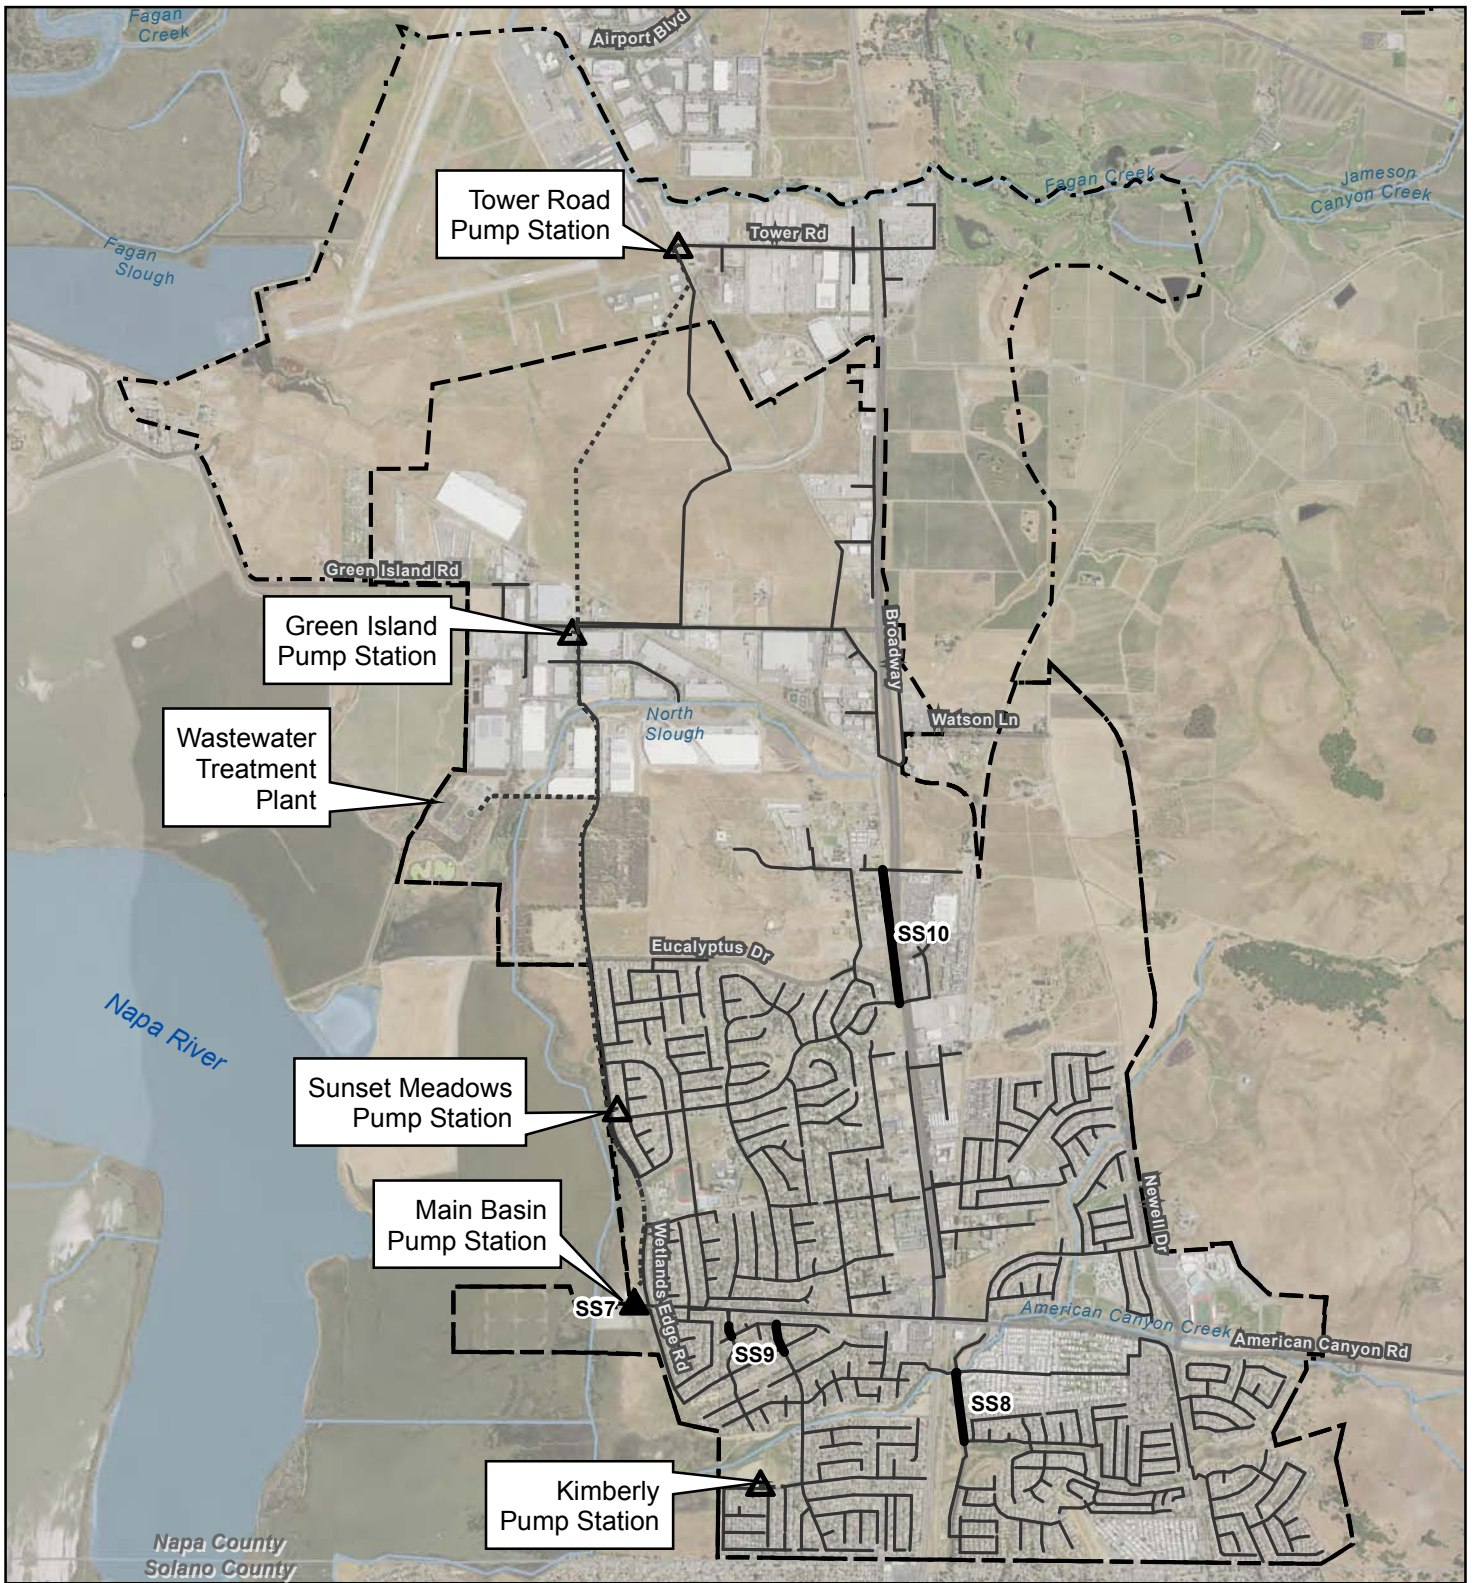 Fagan
Creek
Airport Blvd
Fagan Creek
Jameson
Canyon Creek
Tower Road
Pump Station
Tower Rd
Fagan
Slough
Green Island Rd
Green Island
Pump Station
Broadway
North
Slough
Watson Ln
Wastewater
Treatment
Plant
SS10
Eucalyptus Dr
Napa River
Sunset Meadows
Pump Station
Main Basin
Pump Station
Newell Dr
Wetlands Edge Rd
SS7
American Canyon Creek
American Canyon Rd
SS9
SS8
Kimberly
Pump Station
Napa County
Solano County